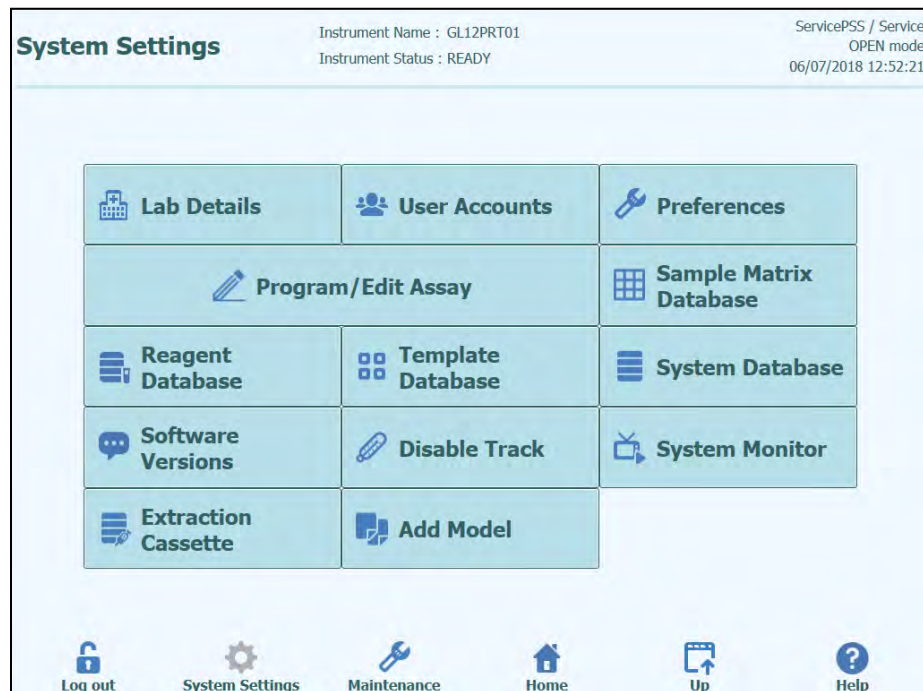 System Settings
Instrument Name : GL12PRT01
Instrument Status : READY
ServicePSS / Service
OPEN mode
06/07/2018 12:52:21
Lab Details
User Accounts
Preferences
Program/Edit Assay
Sample Matrix
Database
Reagent
Database
Template
Database
System Database
Software
Versions
Disable Track
System Monitor
Extraction
Cassette
Add Model
Log out
System Settings
Maintenance
Home
Up
Help